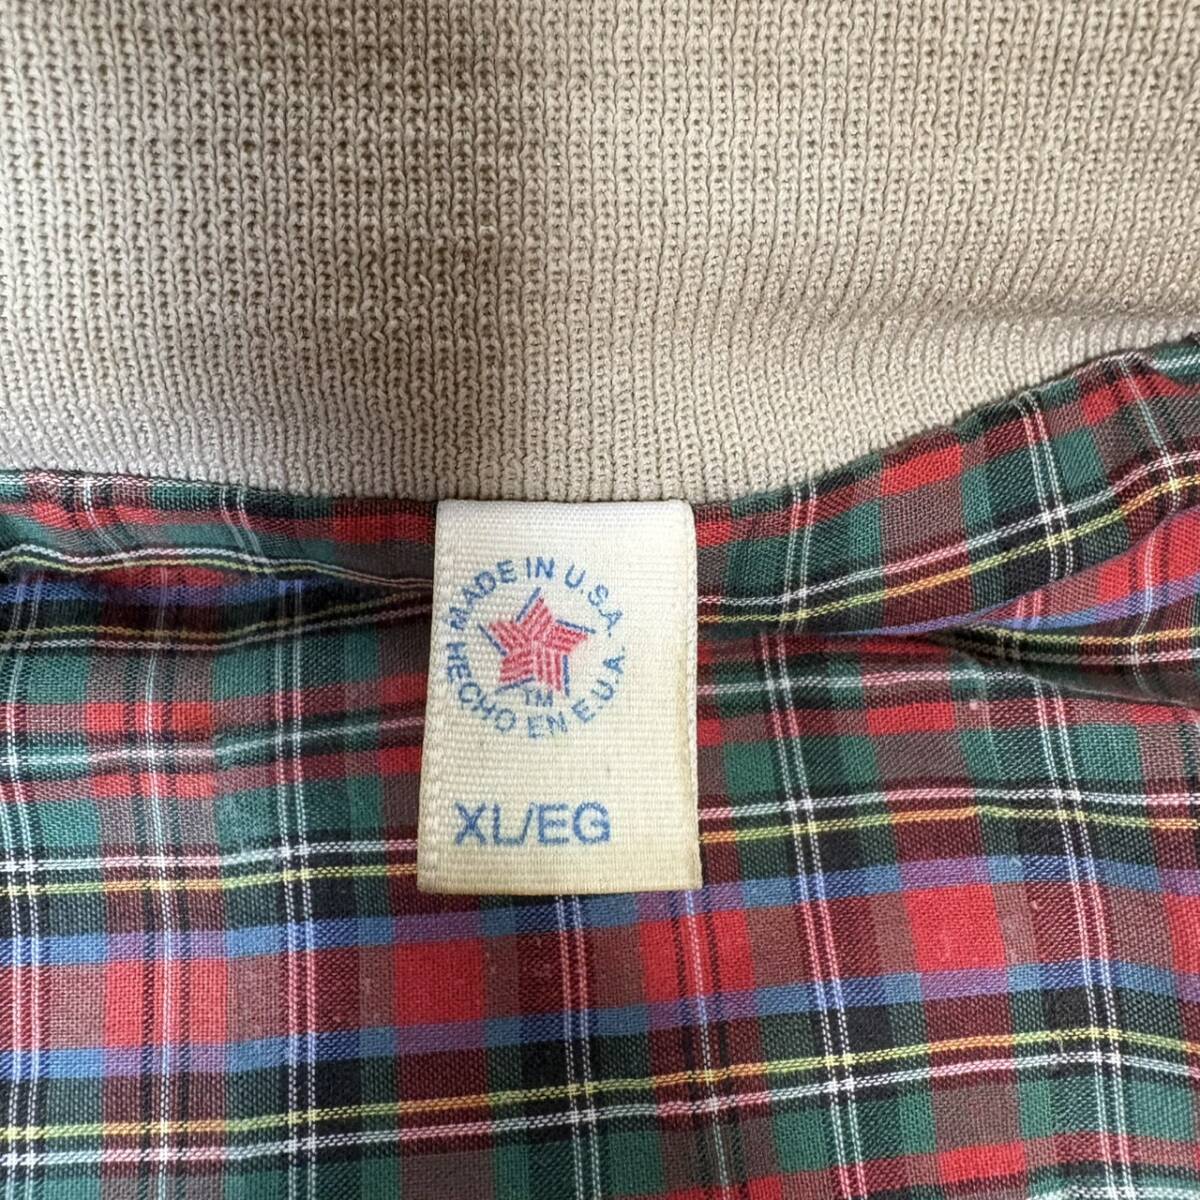 MADE IN U.S.A.
HECHO EN E.U.A.
TM
XL/EG